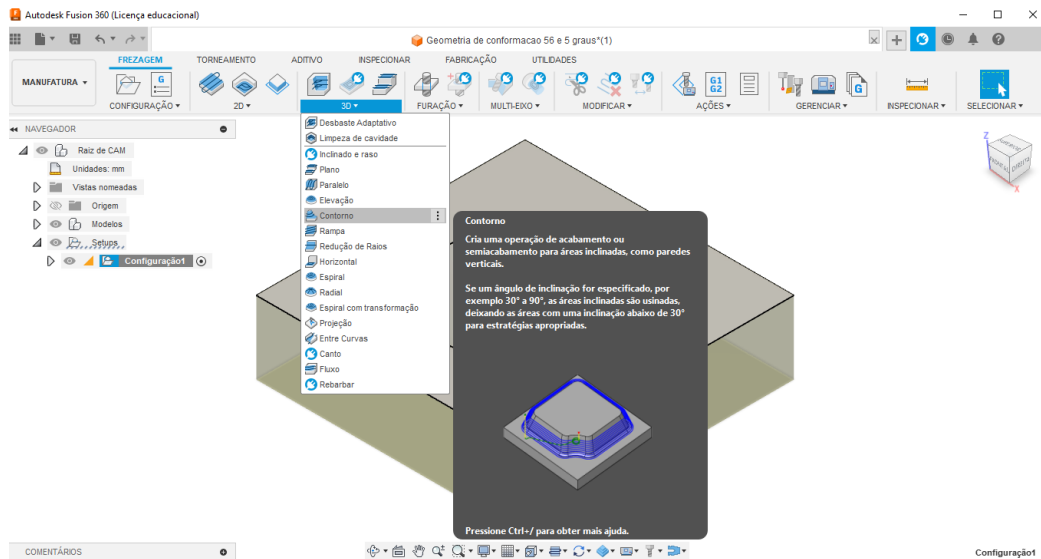 Autodesk Fusion 360 (Licença educacional)
Geometria de conformacao 56 e 5 graus*(1)
FREZAGEM TORNEAMENTO ADITIVO INSPECIONAR FABRICAÇÃO UTILIDADES
MANUFATURA
G G1 G2 G
CONFIGURAÇÃO 2D 3D FURAÇÃO MULTI-EIXO MODIFICAR AÇÕES GERENCIAR INSPECIONAR SELECIONAR
NAVEGADOR
Raiz de CAM
Unidades: mm
Vistas nomeadas
Origem
Modelos
Setups
Configuração1
Desbaste Adaptativo
Limpeza de cavidade
Inclinado e raso
Plano
Paralelo
Elevação
Contorno
Rampa
Redução de Raios
Horizontal
Espiral
Radial
Espiral com transformação
Projeção
Entre Curvas
Canto
Fluxo
Rebarbar
Contorno
Cria uma operação de acabamento ou
semiacabamento para áreas inclinadas, como paredes
verticais.
Se um ângulo de inclinação for especificado, por
exemplo 30° a 90°, as áreas inclinadas são usinadas,
deixando as áreas com uma inclinação abaixo de 30°
para estratégias apropriadas.
Pressione Ctrl+/ para obter mais ajuda.
Z
X
COMENTÁRIOS
Configuração1